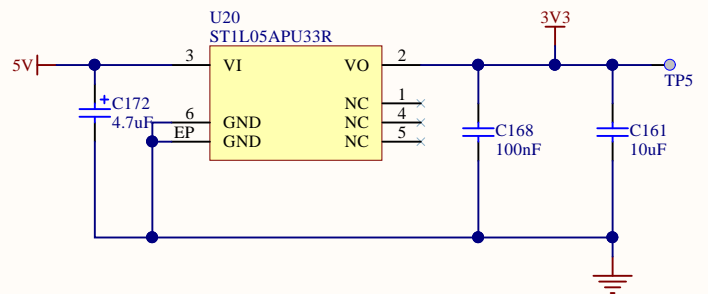 U20
ST1L05APU33R
3V3
5V
3
VI
VO
2
TP5
C172
4.7uF
6
GND
EP
GND
NC
1
NC
4
NC
5
C168
100nF
C161
10uF